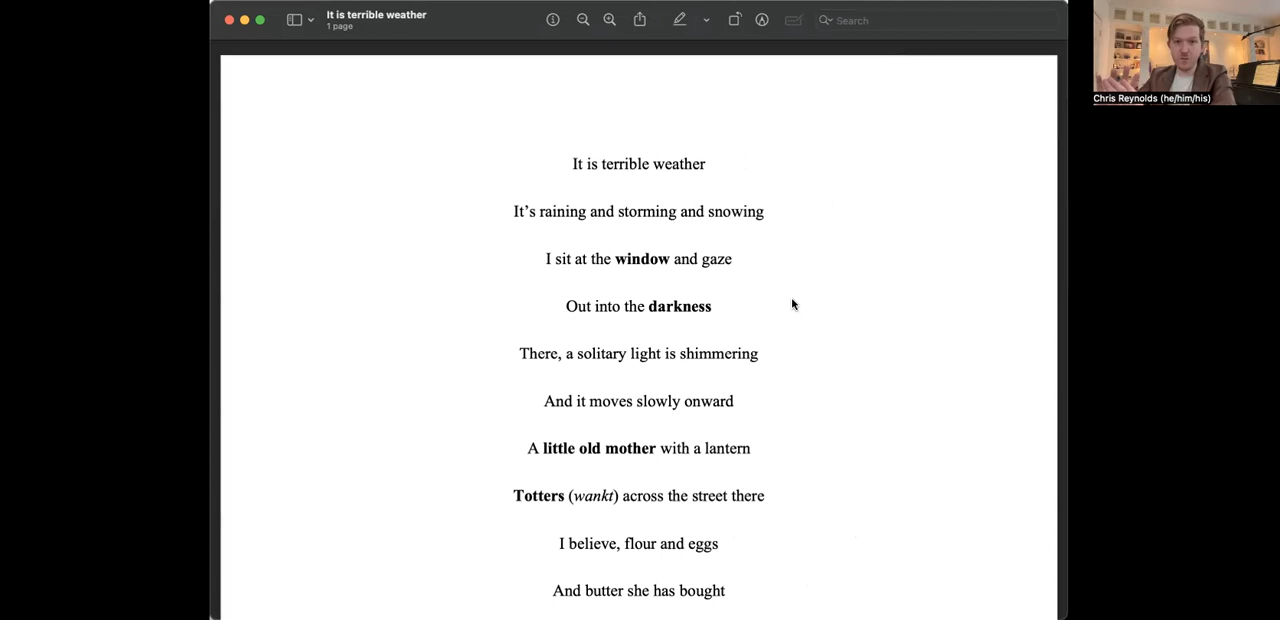 It is terrible weather
1 page
Search
Chris Reynolds (he/him/his)
It is terrible weather
It's raining and storming and snowing
I sit at the window and gaze
Out into the darkness
There, a solitary light is shimmering
And it moves slowly onward
A little old mother with a lantern
Totters (wankt) across the street there
I believe, flour and eggs
And butter she has bought